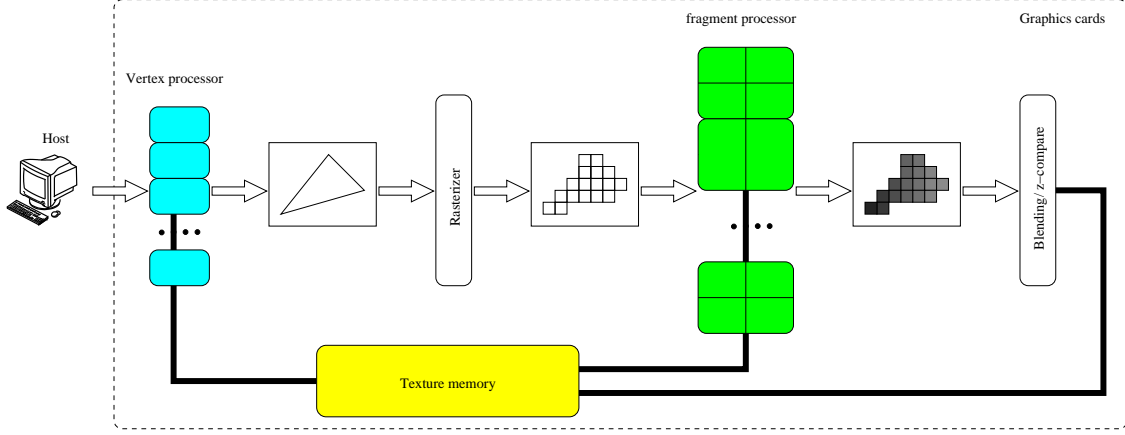 fragment processor
Graphics cards
Vertex processor
Host
Rasterizer
Blending/ z−compare
Texture memory